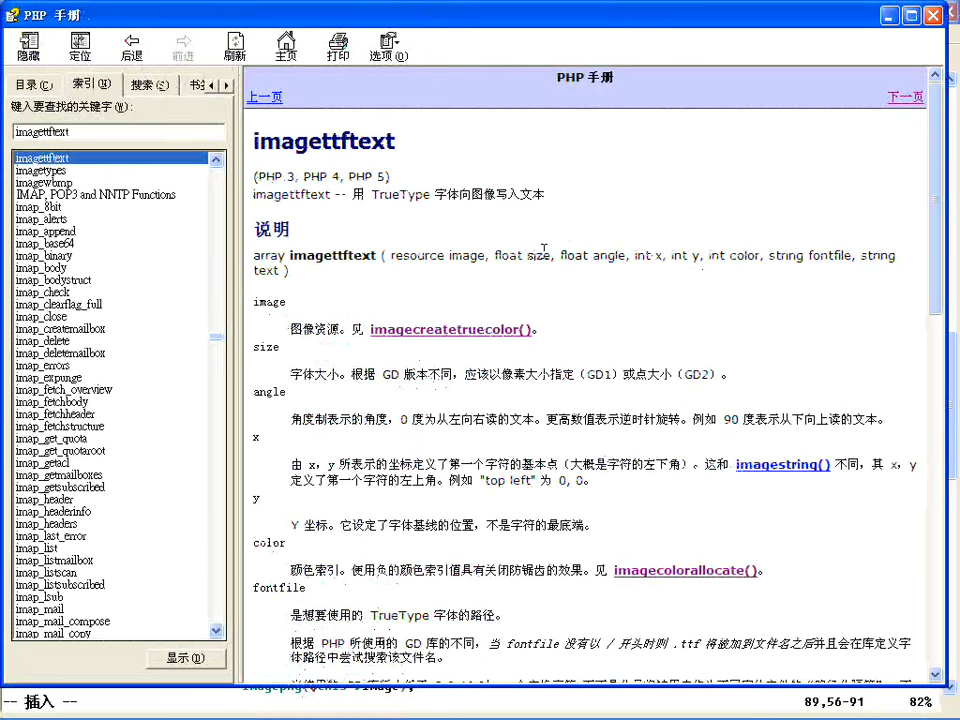 PHP 手册
隐藏 定位 后退 前进 刷新 主页 打印 选项(O)
目录(C) 索引(N) 搜索(S)
键入要查找的关键字(W):
imagettftext
imagettftext
imagetypes
imagewbmp
IMAP, POP3 and NNTP Functions
imap_8bit
imap_alerts
imap_append
imap_base64
imap_binary
imap_body
imap_bodystruct
imap_check
imap_clearflag_full
imap_close
imap_createmailbox
imap_delete
imap_deletemailbox
imap_errors
imap_expunge
imap_fetch_overview
imap_fetchbody
imap_fetchheader
imap_fetchstructure
imap_get_quota
imap_get_quotaroot
imap_getacl
imap_getmailboxes
imap_getsubscribed
imap_header
imap_headerinfo
imap_headers
imap_last_error
imap_list
imap_listmailbox
imap_listscan
imap_listsubscribed
imap_lsub
imap_mail
imap_mail_compose
imap_mail_copy
显示(D)
PHP 手册
上一页 下一页
imagettftext
(PHP 3, PHP 4, PHP 5)
imagettftext -- 用 TrueType 字体向图像写入文本
说明
array imagettftext ( resource image, float size, float angle, int x, int y, int color, string fontfile, string
text )
image
图像资源。见 imagecreatetruecolor()。
size
字体大小。根据 GD 版本不同，应该以像素大小指定（GD1）或点大小（GD2）。
angle
角度制表示的角度，0 度为从左向右读的文本。更高数值表示逆时针旋转。例如 90 度表示从下向上读的文本。
x
由 x，y 所表示的坐标定义了第一个字符的基本点（大概是字符的左下角）。这和 imagestring() 不同，其 x，y
定义了第一个字符的左上角。例如 "top left" 为 0, 0。
y
Y 坐标。它设定了字体基线的位置，不是字符的最底端。
color
颜色索引。使用负的颜色索引值具有关闭防锯齿的效果。见 imagecolorallocate()。
fontfile
是想要使用的 TrueType 字体的路径。
根据 PHP 所使用的 GD 库的不同，当 fontfile 没有以 / 开头时则 .ttf 将被加到文件名之后并且会在库定义字
体路径中尝试搜索该文件名。
-- 插入 -- 89,56-91 82%